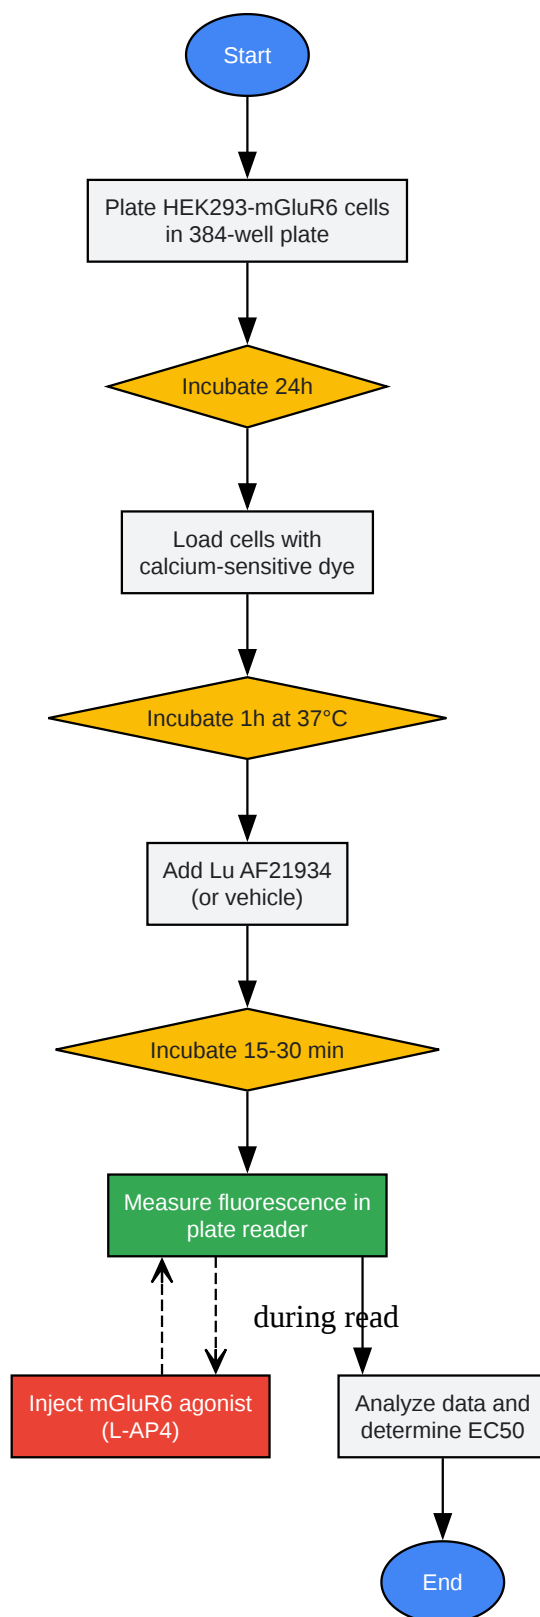 Start
Plate HEK293-mGluR6 cells
in 384-well plate
Incubate 24h
Load cells with
calcium-sensitive dye
Incubate 1h at 37°C
Add Lu AF21934
(or vehicle)
Incubate 15-30 min
Measure fluorescence in
plate reader
during read
Inject mGluR6 agonist
(L-AP4)
Analyze data and
determine EC50
End